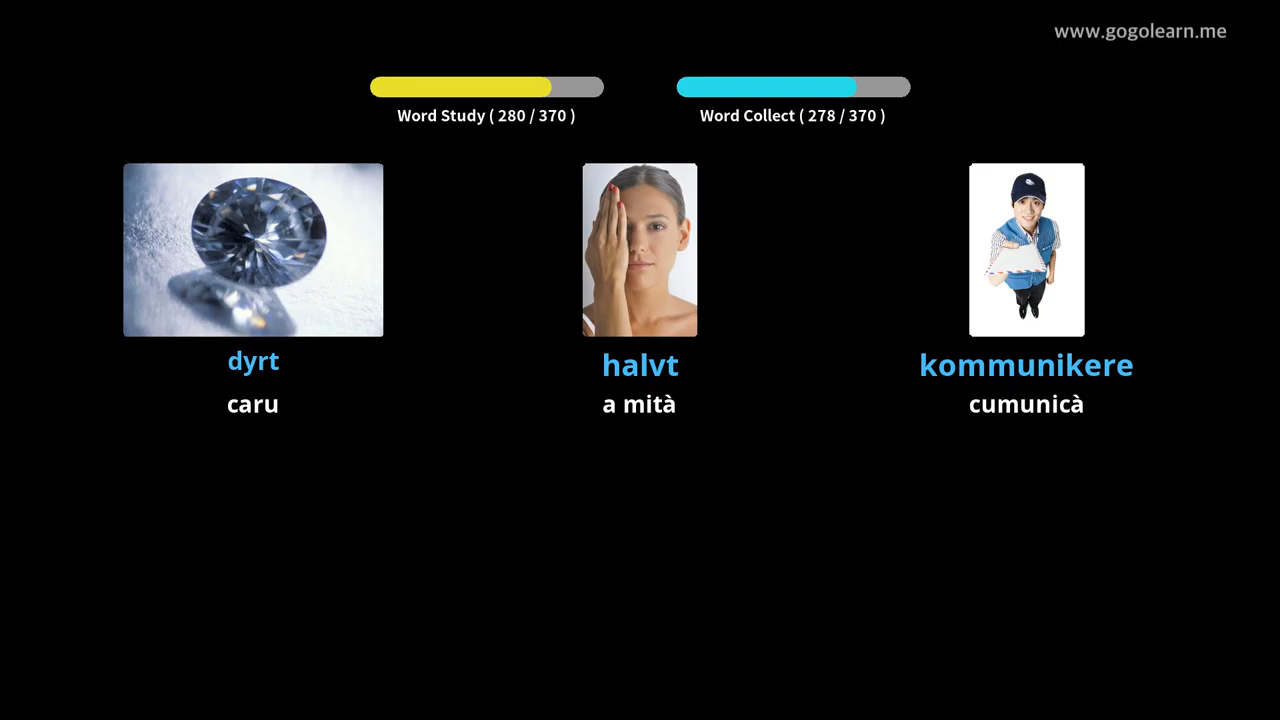 www.gogolearn.me
Word Study ( 280 / 370 )
Word Collect ( 278 / 370 )
dyrt
halvt
kommunikere
caru
a mità
cumunicà